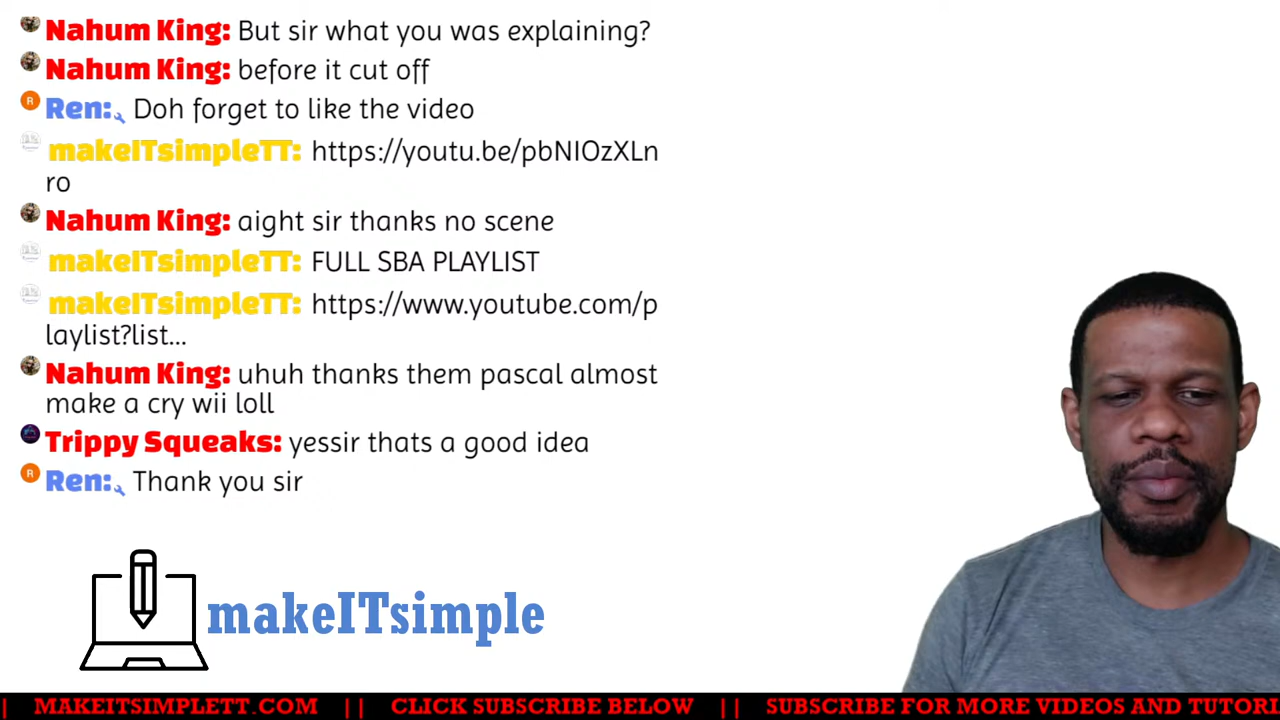 Nahum King: But sir what you was explaining?
Nahum King: before it cut off
R Ren: Doh forget to like the video
makeITsimpleTT: https://youtu.be/pbNIOzXLn
ro
Nahum King: aight sir thanks no scene
makeITsimpleTT: FULL SBA PLAYLIST
makeITsimpleTT: https://www.youtube.com/p
laylist?list...
Nahum King: uhuh thanks them pascal almost
make a cry wii loll
Trippy Squeaks: yessir thats a good idea
R Ren: Thank you sir
makeITsimple
|| MAKEITSIMPLETT.COM || CLICK SUBSCRIBE BELOW || SUBSCRIBE FOR MORE VIDEOS AND TUTORI